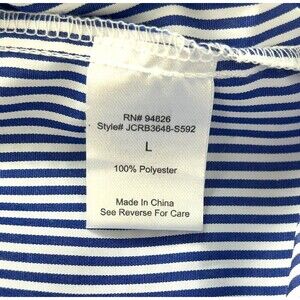 RN# 94826
Style# JCRB3648-S592
L
100% Polyester
Made In China
See Reverse For Care